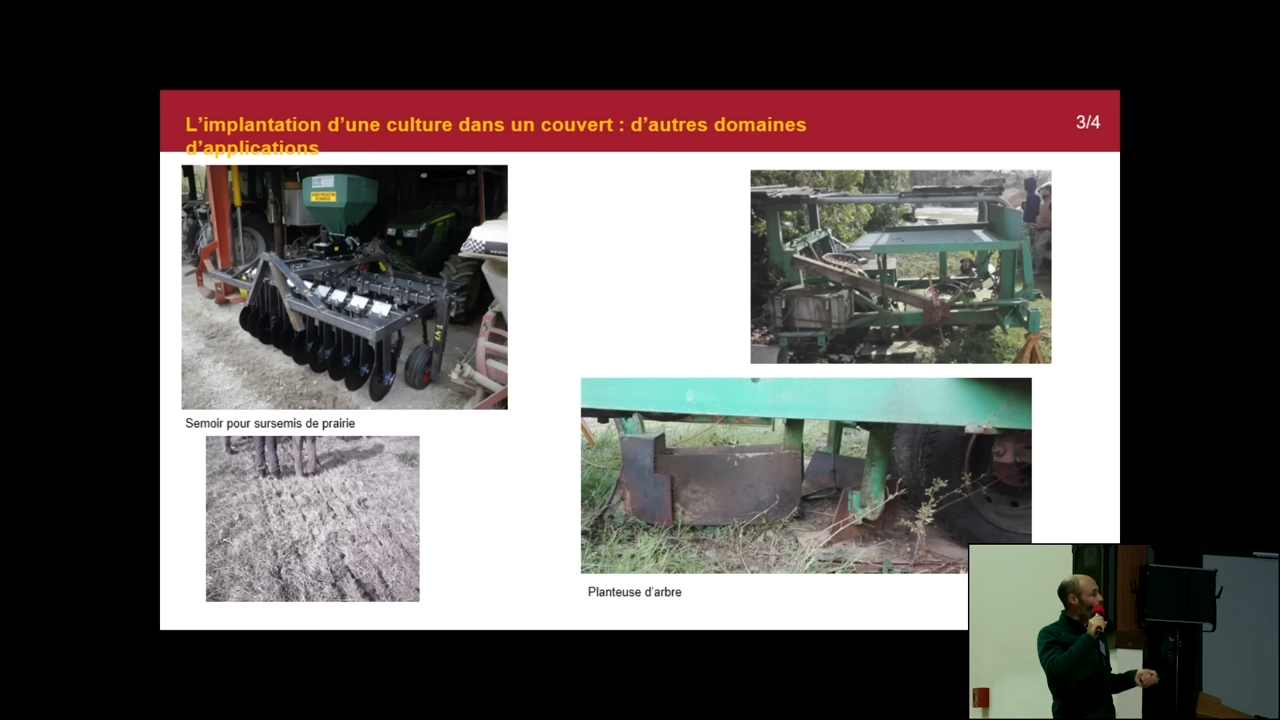 L'implantation d'une culture dans un couvert : d'autres domaines
d'applications
3/4
Semoir pour sursemis de prairie
Planteuse d'arbre